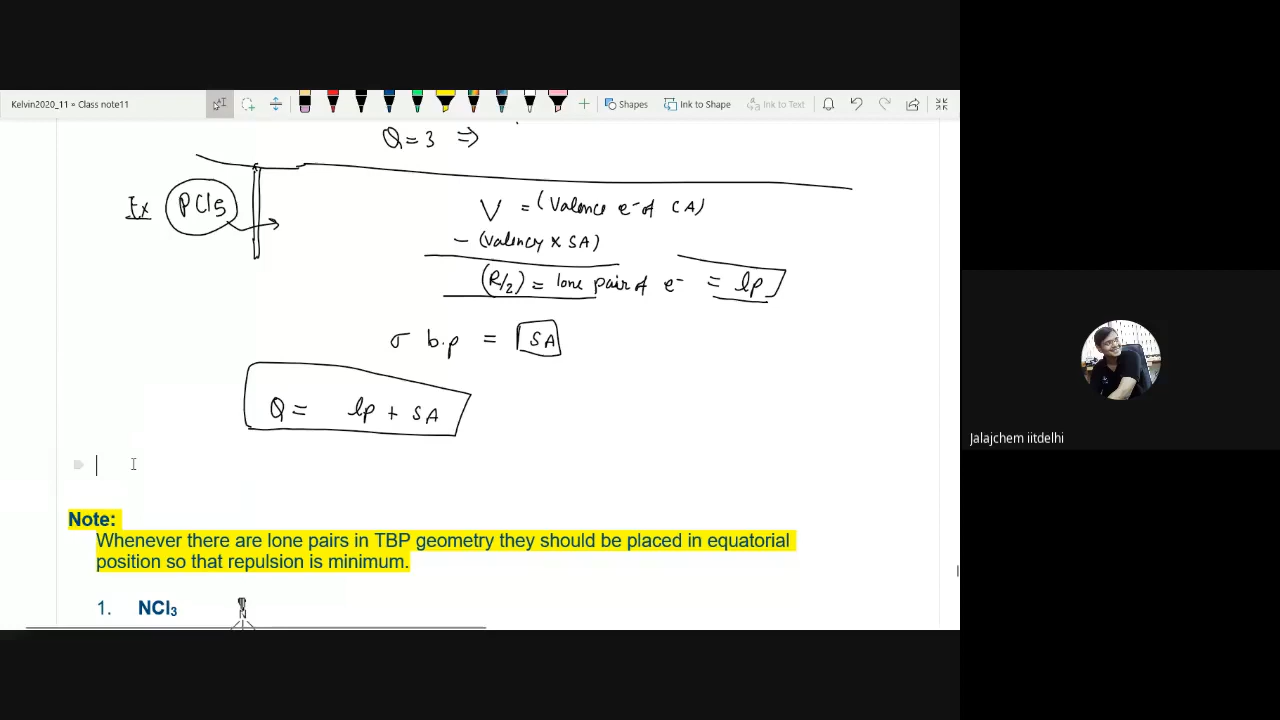 Kelvin2020_11 » Class note11
Shapes
Ink to Shape
Ink to Text
Q = 3 ⇒
Ex PCl5
V = (Valence e- of CA)
- (valency × SA)
(R/2) = lone pair of e- = lp
σ b.p = SA
Q = lp + SA
Jalajchem iitdelhi
Note:
Whenever there are lone pairs in TBP geometry they should be placed in equatorial
position so that repulsion is minimum.
1. NCl₃
N